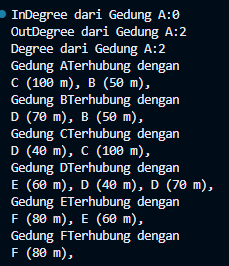 InDegree dari Gedung A:0
OutDegree dari Gedung A:2
Degree dari Gedung A:2
Gedung ATerhubung dengan
C (100 m), B (50 m),
Gedung BTerhubung dengan
D (70 m), B (50 m),
Gedung CTerhubung dengan
D (40 m), C (100 m),
Gedung DTerhubung dengan
E (60 m), D (40 m), D (70 m),
Gedung ETerhubung dengan
F (80 m), E (60 m),
Gedung FTerhubung dengan
F (80 m),